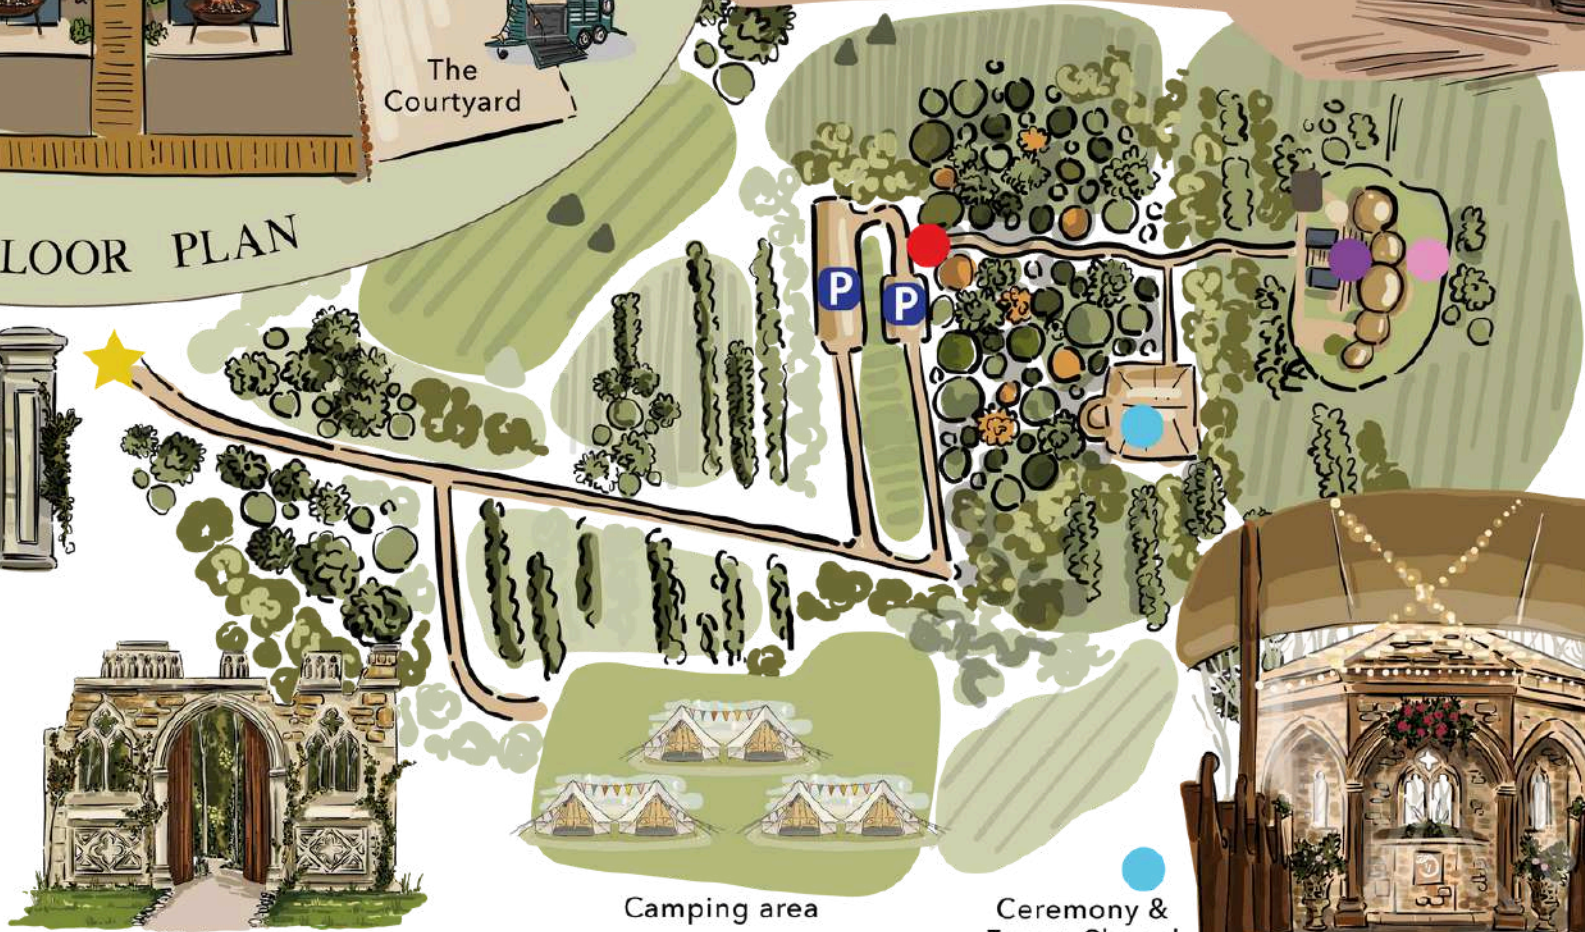 The
Courtyard
LOOR PLAN
P
P
Camping area
Ceremony &